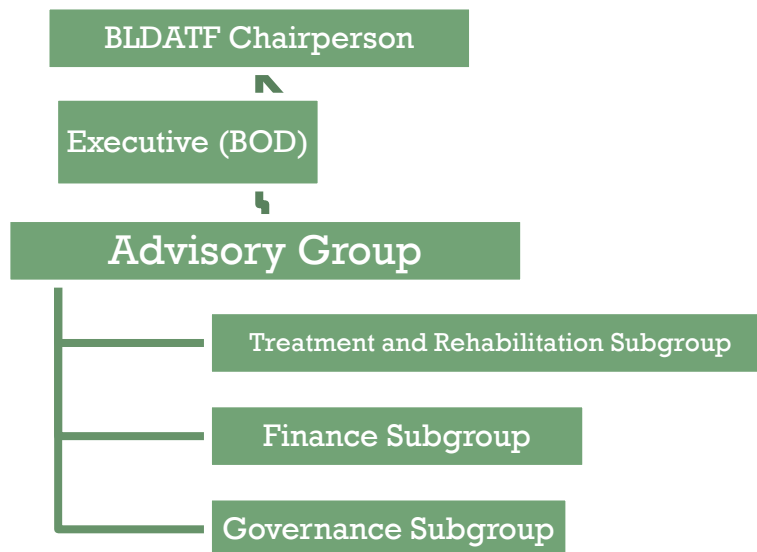 BLDATF Chairperson
Executive (BOD)
Advisory Group
Treatment and Rehabilitation Subgroup
Finance Subgroup
Governance Subgroup